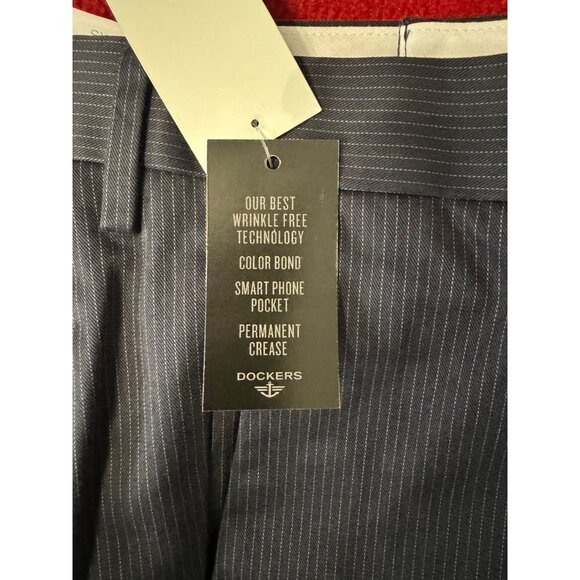 OUR BEST
WRINKLE FREE
TECHNOLOGY
COLOR BOND
SMART PHONE
POCKET
PERMANENT
CREASE
DOCKERS